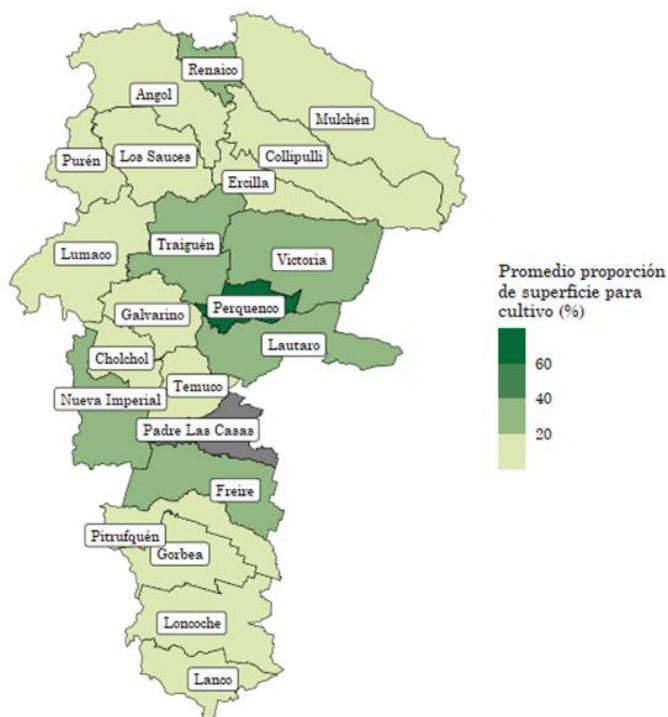 Renaico
Angol
Mulchén
Purén
Los Sauces
Collipulli
Ercilla
Traiguén
Lumaco
Victoria
Perquenco
Galvarino
Lautaro
Cholchol
Temuco
Nueva Imperial
Padre Las Casas
Freire
Pitrufquén
Gorbea
Loncoche
Lanco
Promedio proporción
de superficie para
cultivo (%)
60
40
20